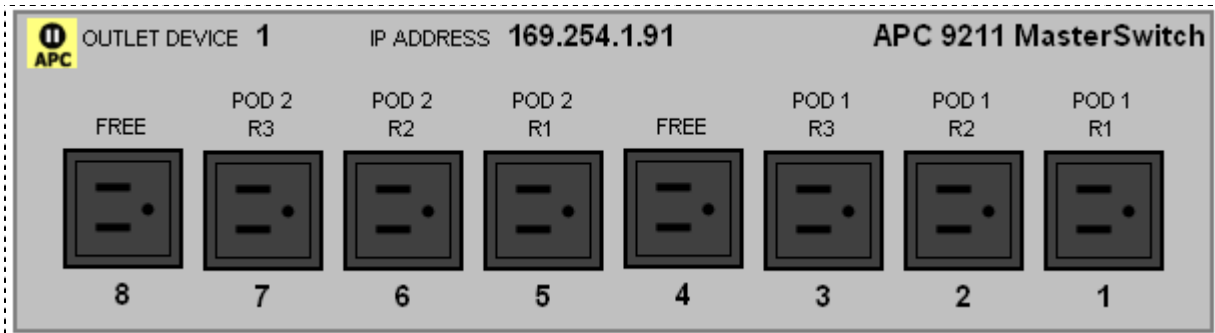 APC
OUTLET DEVICE 1 IP ADDRESS 169.254.1.91 APC 9211 MasterSwitch
POD 2 POD 2 POD 2 POD 1 POD 1 POD 1
FREE R3 R2 R1 FREE R3 R2 R1
8 7 6 5 4 3 2 1